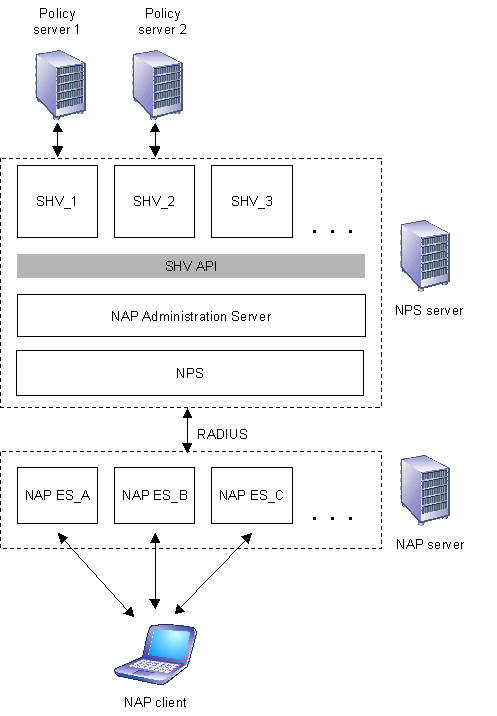 Policy
server 1
Policy
server 2
SHV_1
SHV_2
SHV_3
. . .
SHV API
NAP Administration Server
NPS
NPS server
RADIUS
NAP ES_A
NAP ES_B
NAP ES_C
. . .
NAP server
NAP client